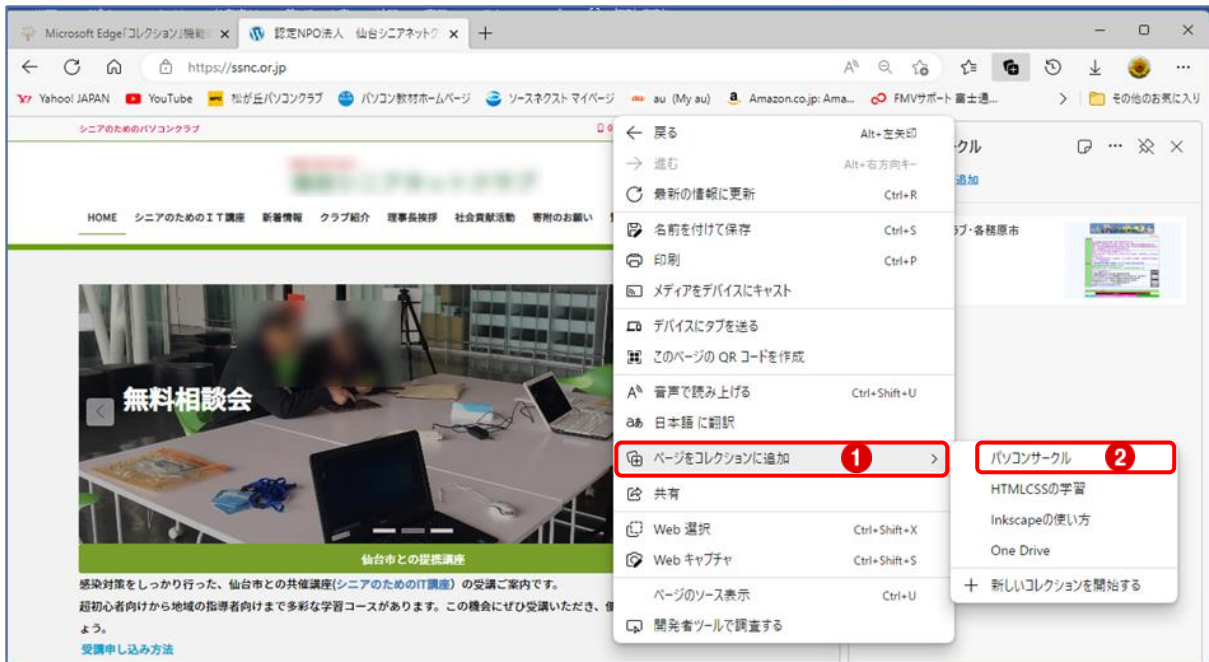 Microsoft Edge「コレクション」機能
認定NPO法人 仙台シニアネットク
https://ssnc.or.jp
Yahoo! JAPAN YouTube 松が丘パソコンクラブ パソコン教材ホームページ ソースネクスト マイページ au (My au) Amazon.co.jp: Ama... FMVサポート 富士通... その他のお気に入り
シニアのためのパソコンクラブ
HOME シニアのためのIT講座 新着情報 クラブ紹介 理事長挨拶 社会貢献活動 寄附のお願い
無料相談会
仙台市との提携講座
感染対策をしっかり行った、仙台市との共催講座(シニアのためのIT講座)の受講ご案内です。
超初心者向けから地域の指導者向けまで多彩な学習コースがあります。この機会にぜひ受講いただき、
ょう。
受講申し込み方法
戻る Alt+左矢印
進む Alt+右方向キー
最新の情報に更新 Ctrl+R
名前を付けて保存 Ctrl+S
印刷 Ctrl+P
メディアをデバイスにキャスト
デバイスにタブを送る
このページの QR コードを作成
音声で読み上げる Ctrl+Shift+U
日本語 に翻訳
ページをコレクションに追加 1
共有
Web 選択 Ctrl+Shift+X
Web キャプチャ Ctrl+Shift+S
ページのソース表示 Ctrl+U
開発者ツールで調査する
パソコンサークル 2
HTMLCSSの学習
Inkscapeの使い方
One Drive
新しいコレクションを開始する
ークル
追加
ラブ・各務原市